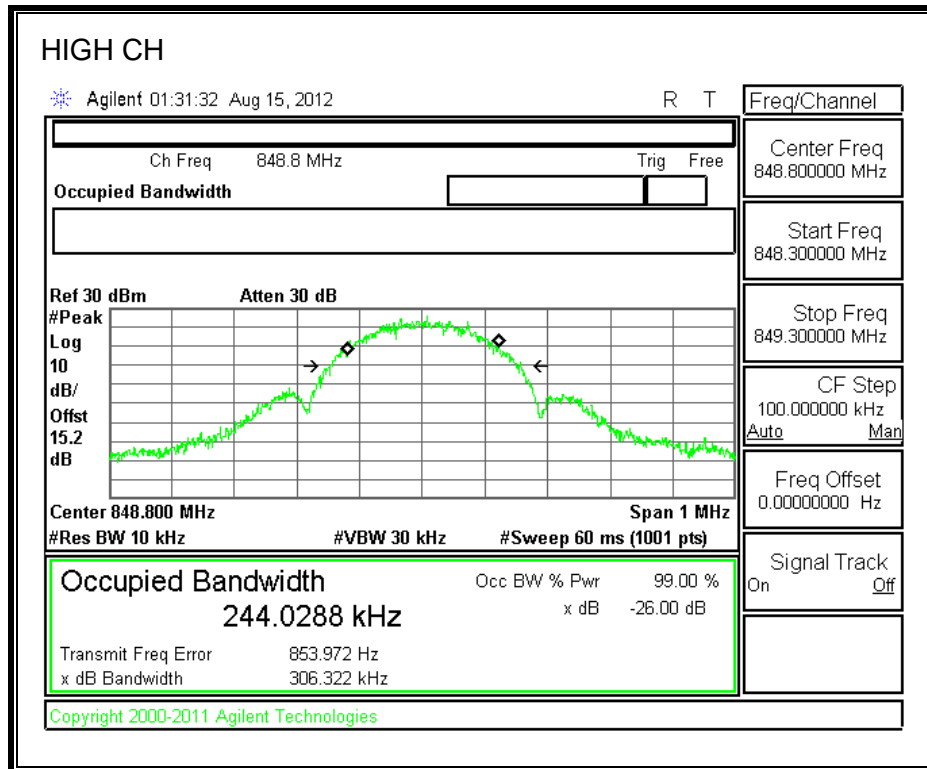 HIGH CH
Agilent 01:31:32 Aug 15, 2012 R T
Ch Freq 848.8 MHz Trig Free
Occupied Bandwidth
Ref 30 dBm Atten 30 dB
#Peak
Log
10
dB/
Offst
15.2
dB
Center 848.800 MHz Span 1 MHz
#Res BW 10 kHz #VBW 30 kHz #Sweep 60 ms (1001 pts)
Occupied Bandwidth Occ BW % Pwr 99.00 %
244.0288 kHz x dB -26.00 dB
Transmit Freq Error 853.972 Hz
x dB Bandwidth 306.322 kHz
Copyright 2000-2011 Agilent Technologies
Freq/Channel
Center Freq
848.800000 MHz
Start Freq
848.300000 MHz
Stop Freq
849.300000 MHz
CF Step
100.000000 kHz
Auto Man
Freq Offset
0.00000000 Hz
Signal Track
On Off